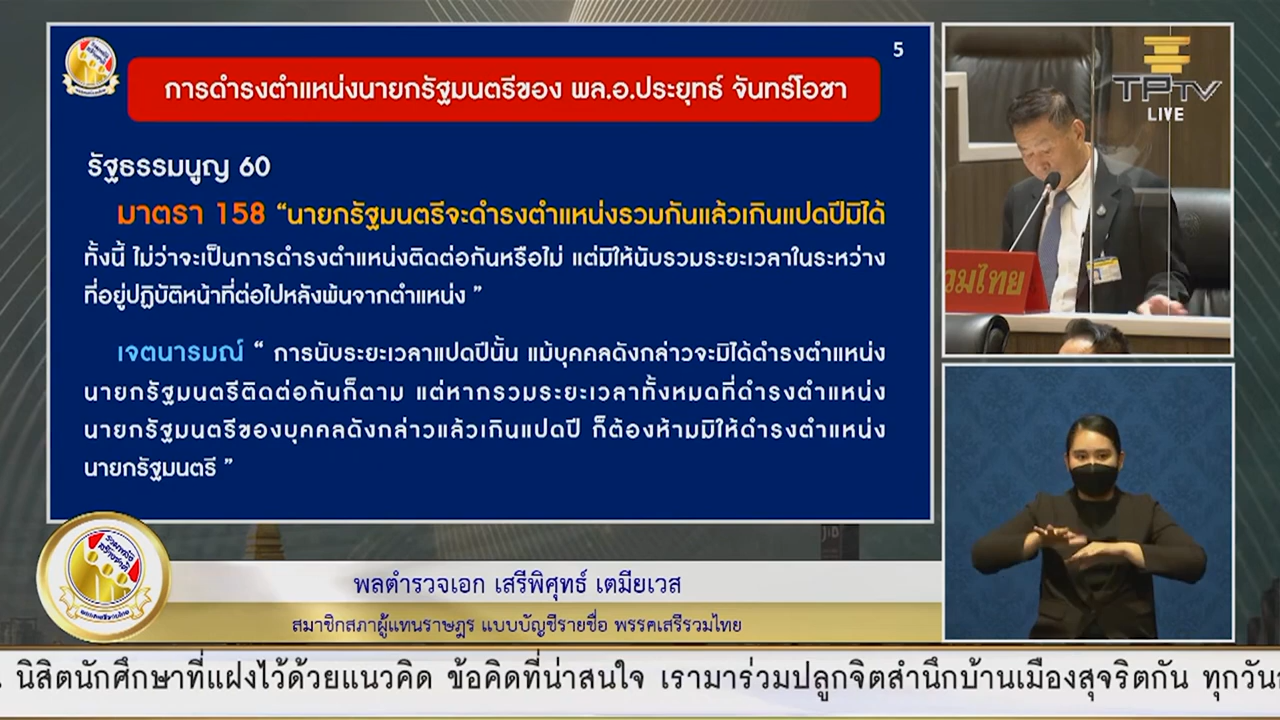 5
การดำรงตำแหน่งนายกรัฐมนตรีของ พล.อ.ประยุทธ์ จันทร์โอชา
รัฐธรรมนูญ 60
มาตรา 158 “นายกรัฐมนตรีจะดำรงตำแหน่งรวมกันแล้วเกินแปดปีมิได้
ทั้งนี้ ไม่ว่าจะเป็นการดำรงตำแหน่งติดต่อกันหรือไม่ แต่มิให้นับรวมระยะเวลาในระหว่าง
ที่อยู่ปฏิบัติหน้าที่ต่อไปหลังพ้นจากตำแหน่ง ”
เจตนารมณ์ “ การนับระยะเวลาแปดปีนั้น แม้บุคคลดังกล่าวจะมิได้ดำรงตำแหน่ง
นายกรัฐมนตรีติดต่อกันก็ตาม แต่หากรวมระยะเวลาทั้งหมดที่ดำรงตำแหน่ง
นายกรัฐมนตรีของบุคคลดังกล่าวแล้วเกินแปดปี ก็ต้องห้ามมิให้ดำรงตำแหน่ง
นายกรัฐมนตรี ”
TPTV
LIVE
รวมไทย
รวมพลัง
สร้างชาติ
พลตำรวจเอก เสรีพิศุทธ์ เตมียเวส
สมาชิกสภาผู้แทนราษฎร แบบบัญชีรายชื่อ พรรคเสรีรวมไทย
นิสิตนักศึกษาที่แฝงไว้ด้วยแนวคิด ข้อคิดที่น่าสนใจ เรามาร่วมปลูกจิตสำนึกบ้านเมืองสุจริตกัน ทุกวัน